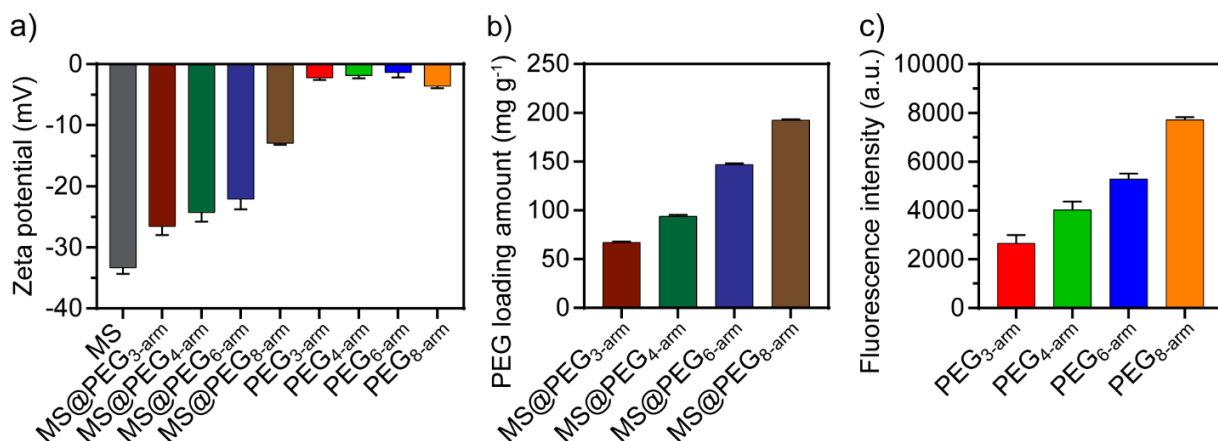 a)
Zeta potential (mV)
0
-10
-20
-30
-40
MS
MS@PEG3-arm
MS@PEG4-arm
MS@PEG6-arm
MS@PEG8-arm
PEG3-arm
PEG4-arm
PEG6-arm
PEG8-arm
b)
PEG loading amount (mg g-1)
250
200
150
100
50
0
MS@PEG3-arm
MS@PEG4-arm
MS@PEG6-arm
MS@PEG8-arm
c)
Fluorescence intensity (a.u.)
10000
8000
6000
4000
2000
0
PEG3-arm
PEG4-arm
PEG6-arm
PEG8-arm